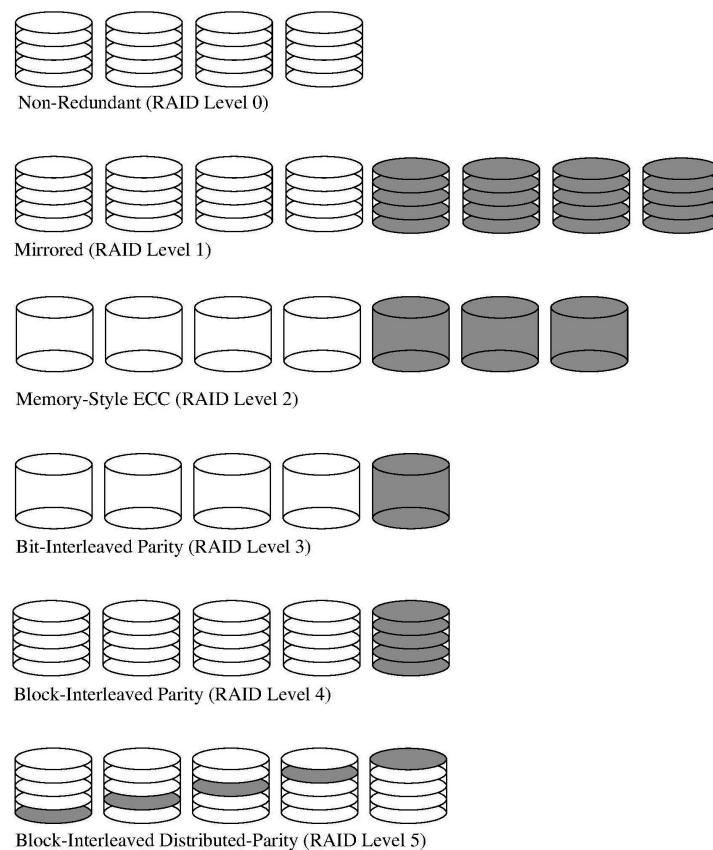 Non-Redundant (RAID Level 0)
Mirrored (RAID Level 1)
Memory-Style ECC (RAID Level 2)
Bit-Interleaved Parity (RAID Level 3)
Block-Interleaved Parity (RAID Level 4)
Block-Interleaved Distributed-Parity (RAID Level 5)